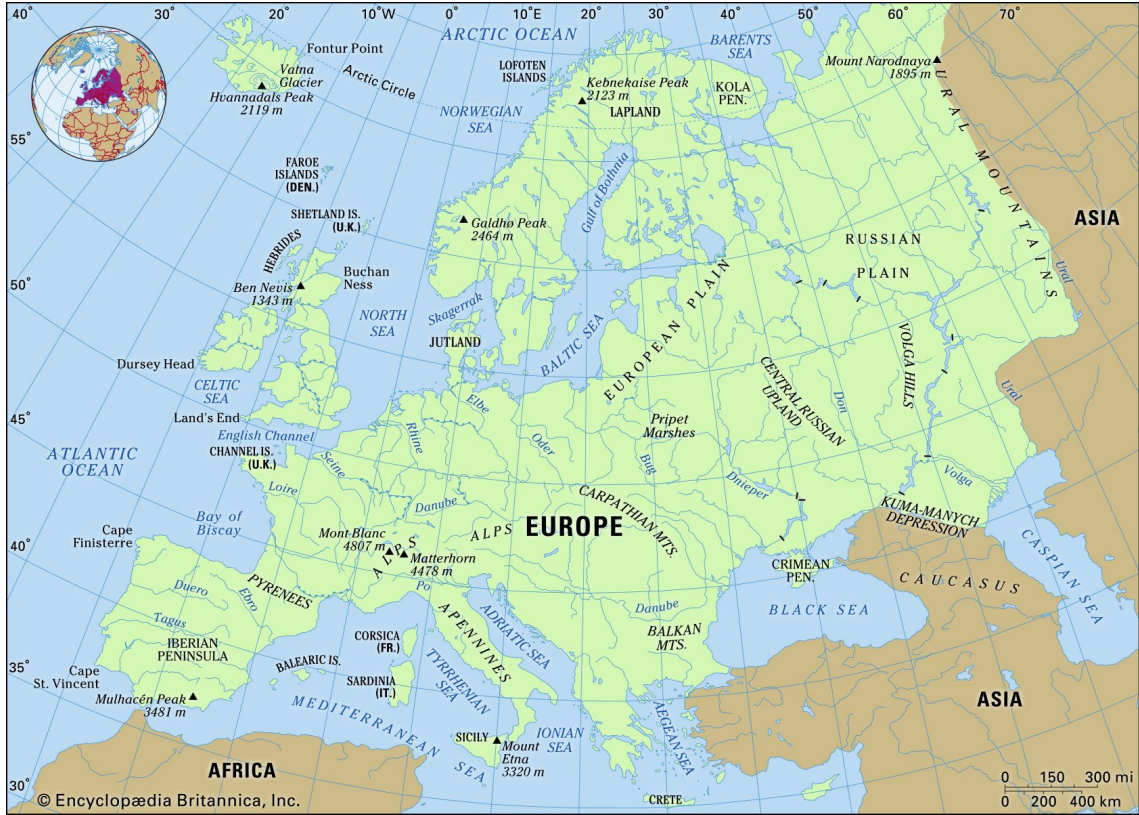 40°
30°
20°
10°W
0°
10°E
20°
30°
40°
50°
60°
70°
ARCTIC OCEAN
BARENTS
SEA
Fontur Point
Vatna
Glacier
Hvannadals Peak
2119 m
Arctic Circle
LOFOTEN
ISLANDS
Kebnekaise Peak
2123 m
LAPLAND
KOLA
PEN.
Mount Narodnaya
1895 m
URAL MOUNTAINS
NORWEGIAN
SEA
55°
FAROE
ISLANDS
(DEN.)
SHETLAND IS.
(U.K.)
HEBRIDES
Gulf of Bothnia
Galdhø Peak
2464 m
ASIA
RUSSIAN
PLAIN
Ural
50°
Ben Nevis
1343 m
Buchan
Ness
NORTH
SEA
Skagerrak
JUTLAND
BALTIC SEA
EUROPEAN PLAIN
VOLGA HILLS
Dursey Head
CELTIC
SEA
CENTRAL RUSSIAN
UPLAND
Don
Ural
45°
Land's End
English Channel
CHANNEL IS.
(U.K.)
Elbe
Rhine
Oder
Pripet
Marshes
Bug
ATLANTIC
OCEAN
Seine
Loire
Danube
Dnieper
Volga
CARPATHIAN MTS.
KUMA-MANYCH
DEPRESSION
Bay of
Biscay
Cape
Finisterre
40°
Mont Blanc
4807 m
ALPS
ALPS
EUROPE
Matterhorn
4478 m
Po
CRIMEAN
PEN.
CAUCASUS
CASPIAN SEA
PYRENEES
Duero
Ebro
Tagus
APENNINES
ADRIATIC SEA
Danube
BLACK SEA
IBERIAN
PENINSULA
CORSICA
(FR.)
BALKAN
MTS.
35°
Cape
St. Vincent
BALEARIC IS.
SARDINIA
(IT.)
TYRRHENIAN
SEA
Mulhacén Peak
3481 m
MEDITERRANEAN
SEA
ASIA
SICILY
Mount
Etna
3320 m
IONIAN
SEA
AEGEAN SEA
30°
AFRICA
CRETE
0 150 300 mi
0 200 400 km
© Encyclopædia Britannica, Inc.